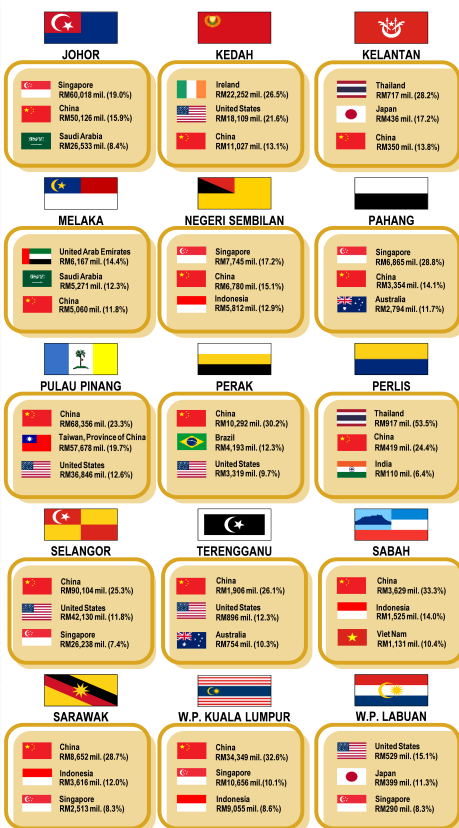 JOHOR
Singapore
RM60,018 mil. (19.0%)
China
RM50,126 mil. (15.9%)
Saudi Arabia
RM26,533 mil. (8.4%)
KEDAH
Ireland
RM22,252 mil. (26.5%)
United States
RM18,109 mil. (21.6%)
China
RM11,027 mil. (13.1%)
KELANTAN
Thailand
RM717 mil. (28.2%)
Japan
RM436 mil. (17.2%)
China
RM350 mil. (13.8%)
MELAKA
United Arab Emirates
RM6,167 mil. (14.4%)
Saudi Arabia
RM5,271 mil. (12.3%)
China
RM5,060 mil. (11.8%)
NEGERI SEMBILAN
Singapore
RM7,745 mil. (17.2%)
China
RM6,780 mil. (15.1%)
Indonesia
RM5,812 mil. (12.9%)
PAHANG
Singapore
RM6,865 mil. (28.8%)
China
RM3,354 mil. (14.1%)
Australia
RM2,794 mil. (11.7%)
PULAU PINANG
China
RM68,356 mil. (23.3%)
Taiwan, Province of China
RM57,678 mil. (19.7%)
United States
RM36,846 mil. (12.6%)
PERAK
China
RM10,292 mil. (30.2%)
Brazil
RM4,193 mil. (12.3%)
United States
RM3,319 mil. (9.7%)
PERLIS
Thailand
RM917 mil. (53.5%)
China
RM419 mil. (24.4%)
India
RM110 mil. (6.4%)
SELANGOR
China
RM90,104 mil. (25.3%)
United States
RM42,130 mil. (11.8%)
Singapore
RM26,238 mil. (7.4%)
TERENGGANU
China
RM1,906 mil. (26.1%)
United States
RM896 mil. (12.3%)
Australia
RM754 mil. (10.3%)
SABAH
China
RM3,629 mil. (33.3%)
Indonesia
RM1,525 mil. (14.0%)
Viet Nam
RM1,131 mil. (10.4%)
SARAWAK
China
RM8,652 mil. (28.7%)
Indonesia
RM3,616 mil. (12.0%)
Singapore
RM2,513 mil. (8.3%)
W.P. KUALA LUMPUR
China
RM34,349 mil. (32.6%)
Singapore
RM10,656 mil. (10.1%)
Indonesia
RM9,055 mil. (8.6%)
W.P. LABUAN
United States
RM529 mil. (15.1%)
Japan
RM399 mil. (11.3%)
Singapore
RM290 mil. (8.3%)